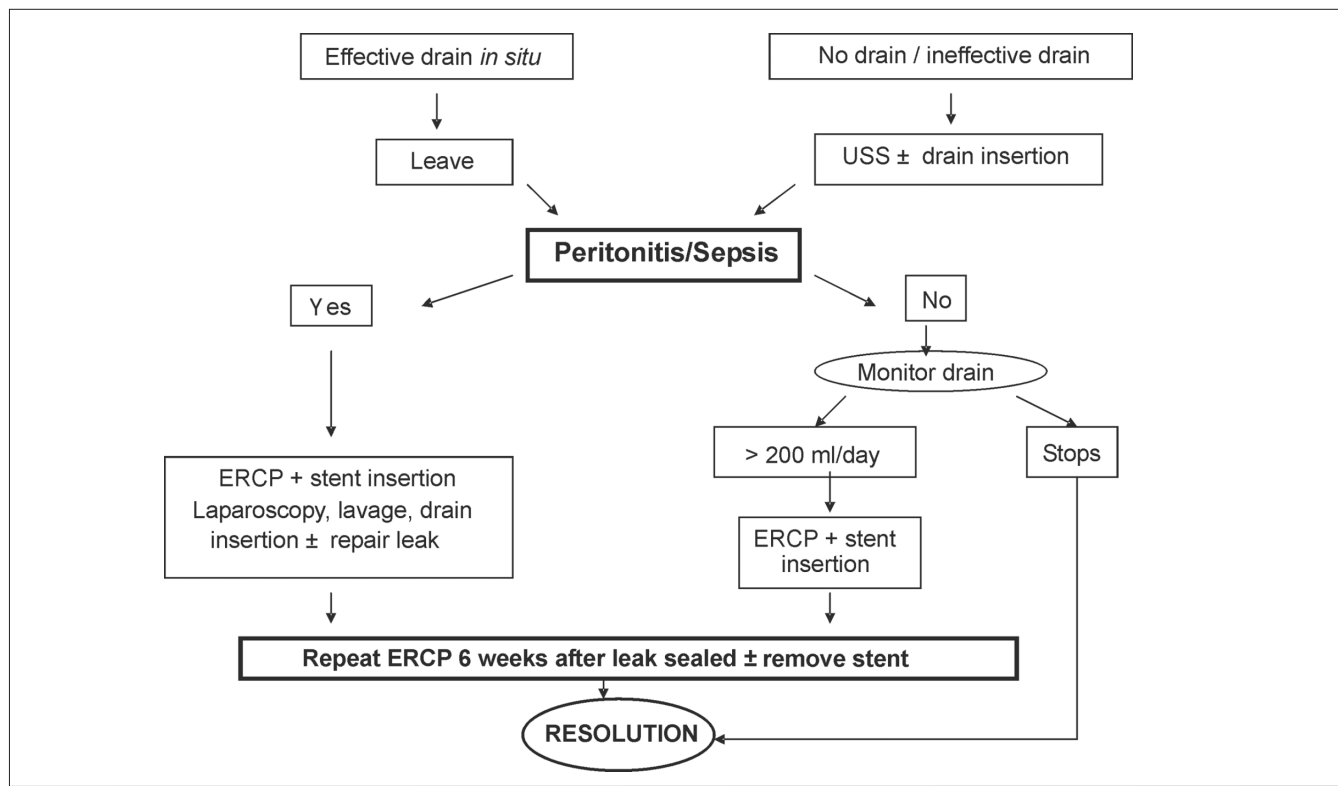 Effective drain in situ
No drain / ineffective drain
Leave
USS ± drain insertion
Peritonitis/Sepsis
Yes
No
Monitor drain
> 200 ml/day
Stops
ERCP + stent insertion
Laparoscopy, lavage, drain
insertion ± repair leak
ERCP + stent
insertion
Repeat ERCP 6 weeks after leak sealed ± remove stent
RESOLUTION